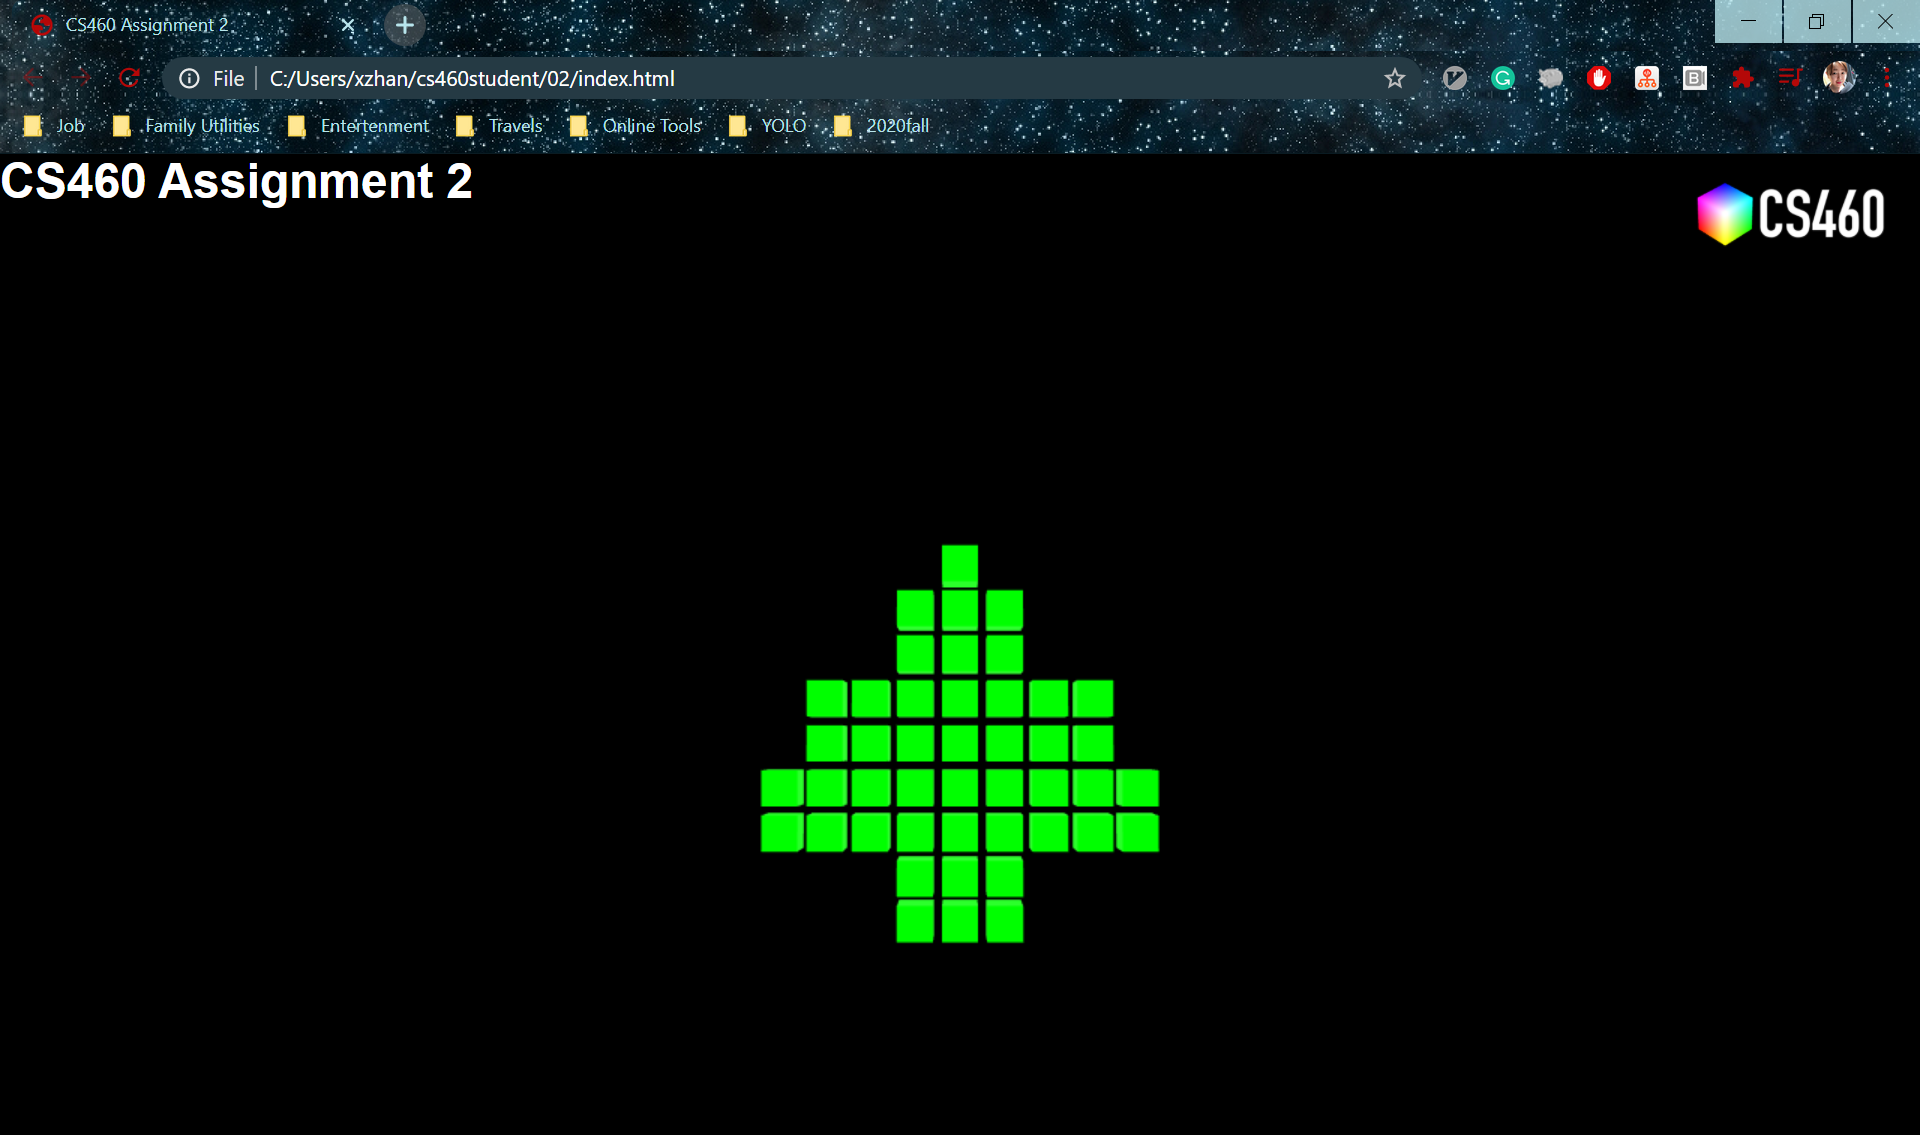 CS460 Assignment 2
File C:/Users/xzhan/cs460student/02/index.html
Job Family Utilities Entertenment Travels Online Tools YOLO 2020fall
CS460 Assignment 2
CS460